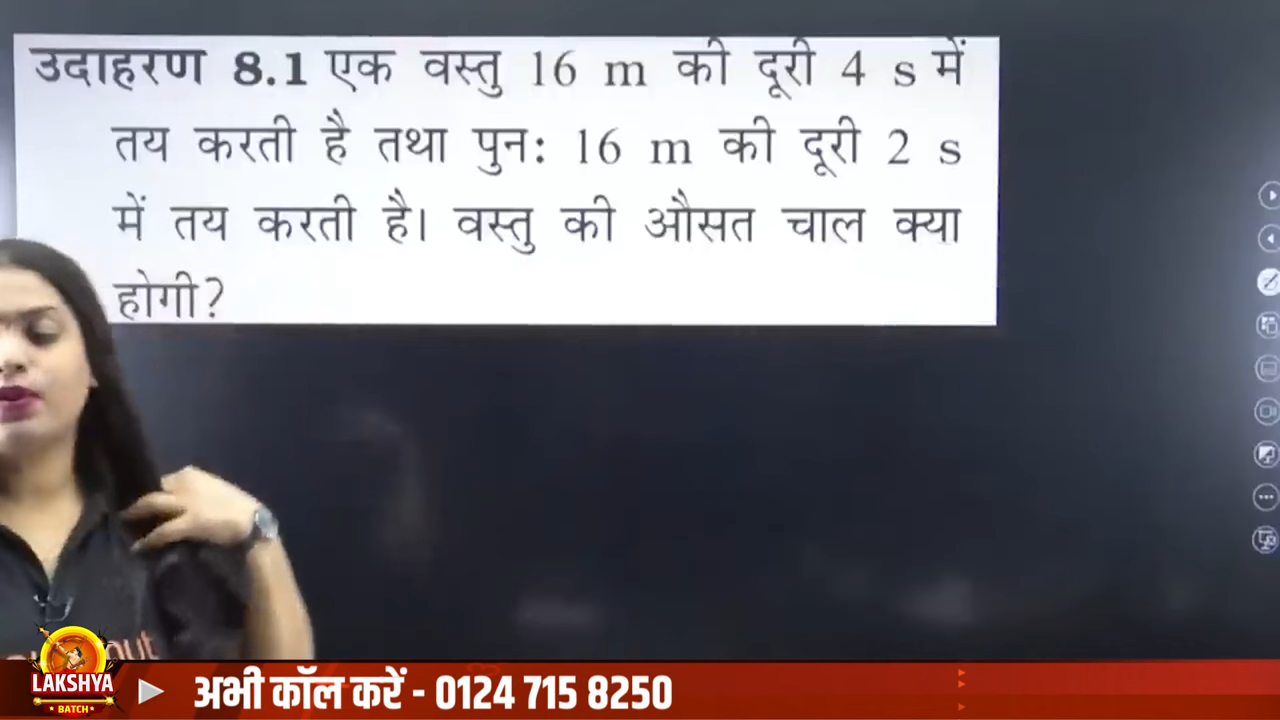 उदाहरण 8.1 एक वस्तु 16 m की दूरी 4 s में
तय करती है तथा पुन: 16 m की दूरी 2 s
में तय करती है। वस्तु की औसत चाल क्या
होगी?
LAKSHYA
BATCH
अभी कॉल करें - 0124 715 8250